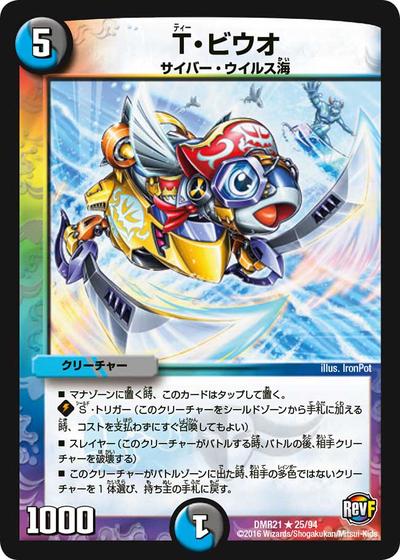 5
ティー
T・ビウオ
サイバー・ウイルス海
かい
クリーチャー
illus. IronPot
■ マナゾーンに置く時、このカードはタップして置く。
S・トリガー（このクリーチャーをシールドゾーンから手札に加える
時、コストを支払わずにすぐ召喚してもよい）
■ スレイヤー（このクリーチャーがバトルする時、バトルの後、相手クリー
チャーを破壊する）
■ このクリーチャーがバトルゾーンに出た時、相手の多色ではないクリー
チャーを1体選び、持ち主の手札に戻す。
1000
1
DMR21 ★ 25/94
©2016 Wizards/Shogakukan/Mitsui-Kids
RevF